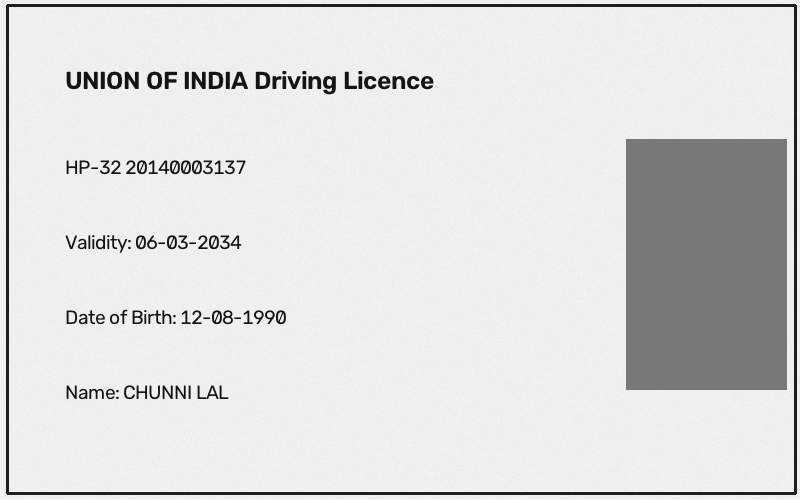 UNION OF INDIA Driving Licence
HP-32 20140003137
Validity: 06-03-2034
Date of Birth: 12-08-1990
Name: CHUNNI LAL